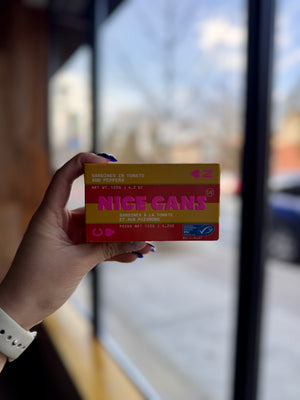 SARDINES IN TOMATO
AND PEPPERS
N
NET WT. 120G | 4.2 OZ
NICE CANS
SARDINES À LA TOMATE
ET AUX POIVRONS
C
POIDS NET 120G | 4,2OZ